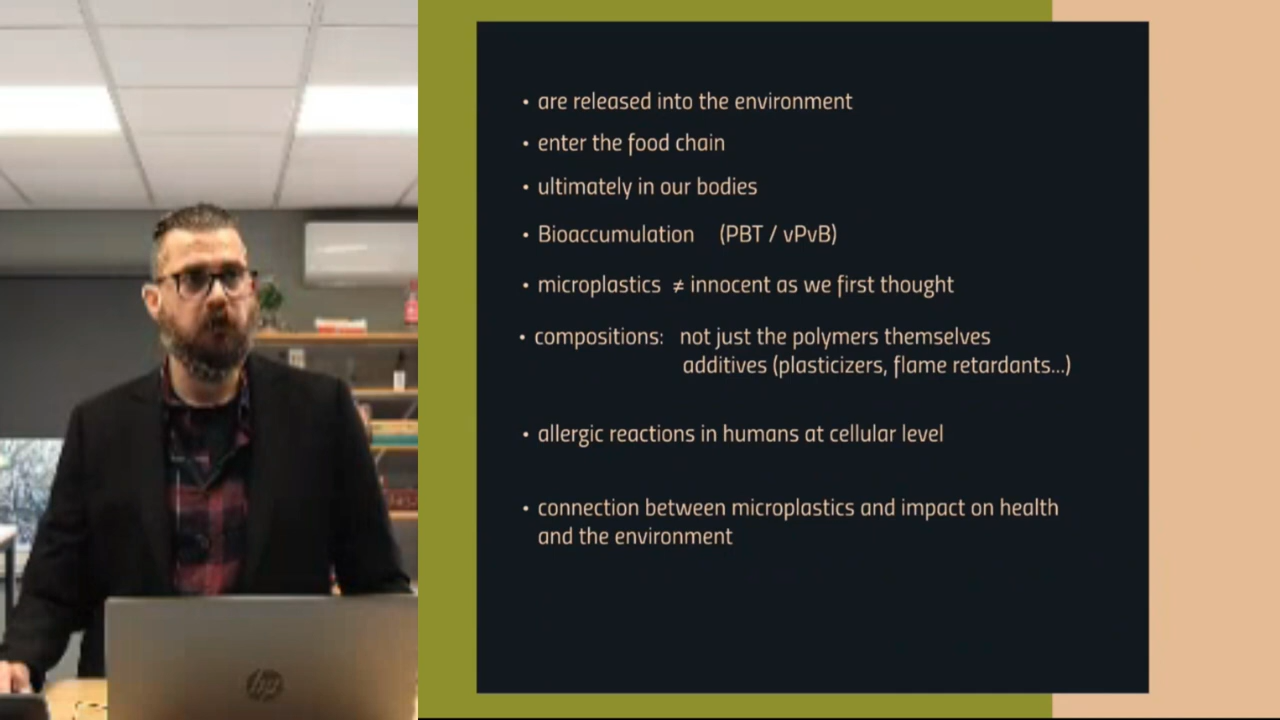 • are released into the environment
• enter the food chain
• ultimately in our bodies
• Bioaccumulation (PBT / vPvB)
• microplastics ≠ innocent as we first thought
• compositions: not just the polymers themselves
additives (plasticizers, flame retardants...)
• allergic reactions in humans at cellular level
• connection between microplastics and impact on health
and the environment
hp